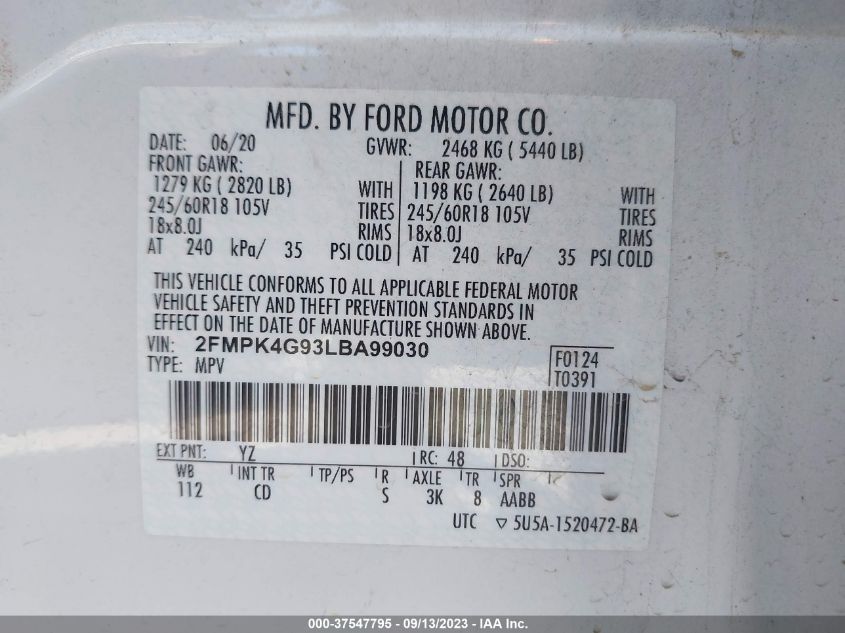 MFD. BY FORD MOTOR CO.
DATE: 06/20 GVWR: 2468 KG ( 5440 LB)
FRONT GAWR: REAR GAWR:
1279 KG ( 2820 LB) WITH 1198 KG ( 2640 LB) WITH
245/60R18 105V TIRES 245/60R18 105V TIRES
18x8.0J RIMS 18x8.0J RIMS
AT 240 kPa/ 35 PSI COLD AT 240 kPa/ 35 PSI COLD
THIS VEHICLE CONFORMS TO ALL APPLICABLE FEDERAL MOTOR
VEHICLE SAFETY AND THEFT PREVENTION STANDARDS IN
EFFECT ON THE DATE OF MANUFACTURE SHOWN ABOVE.
VIN: 2FMPK4G93LBA99030 F0124
TYPE: MPV T0391
EXT PNT: YZ RC: 48 DSO:
WB INT TR TP/PS R AXLE TR SPR
112 CD S 3K 8 AABB
UTC ▽ 5U5A-1520472-BA
000-37547795 - 09/13/2023 - IAA Inc.